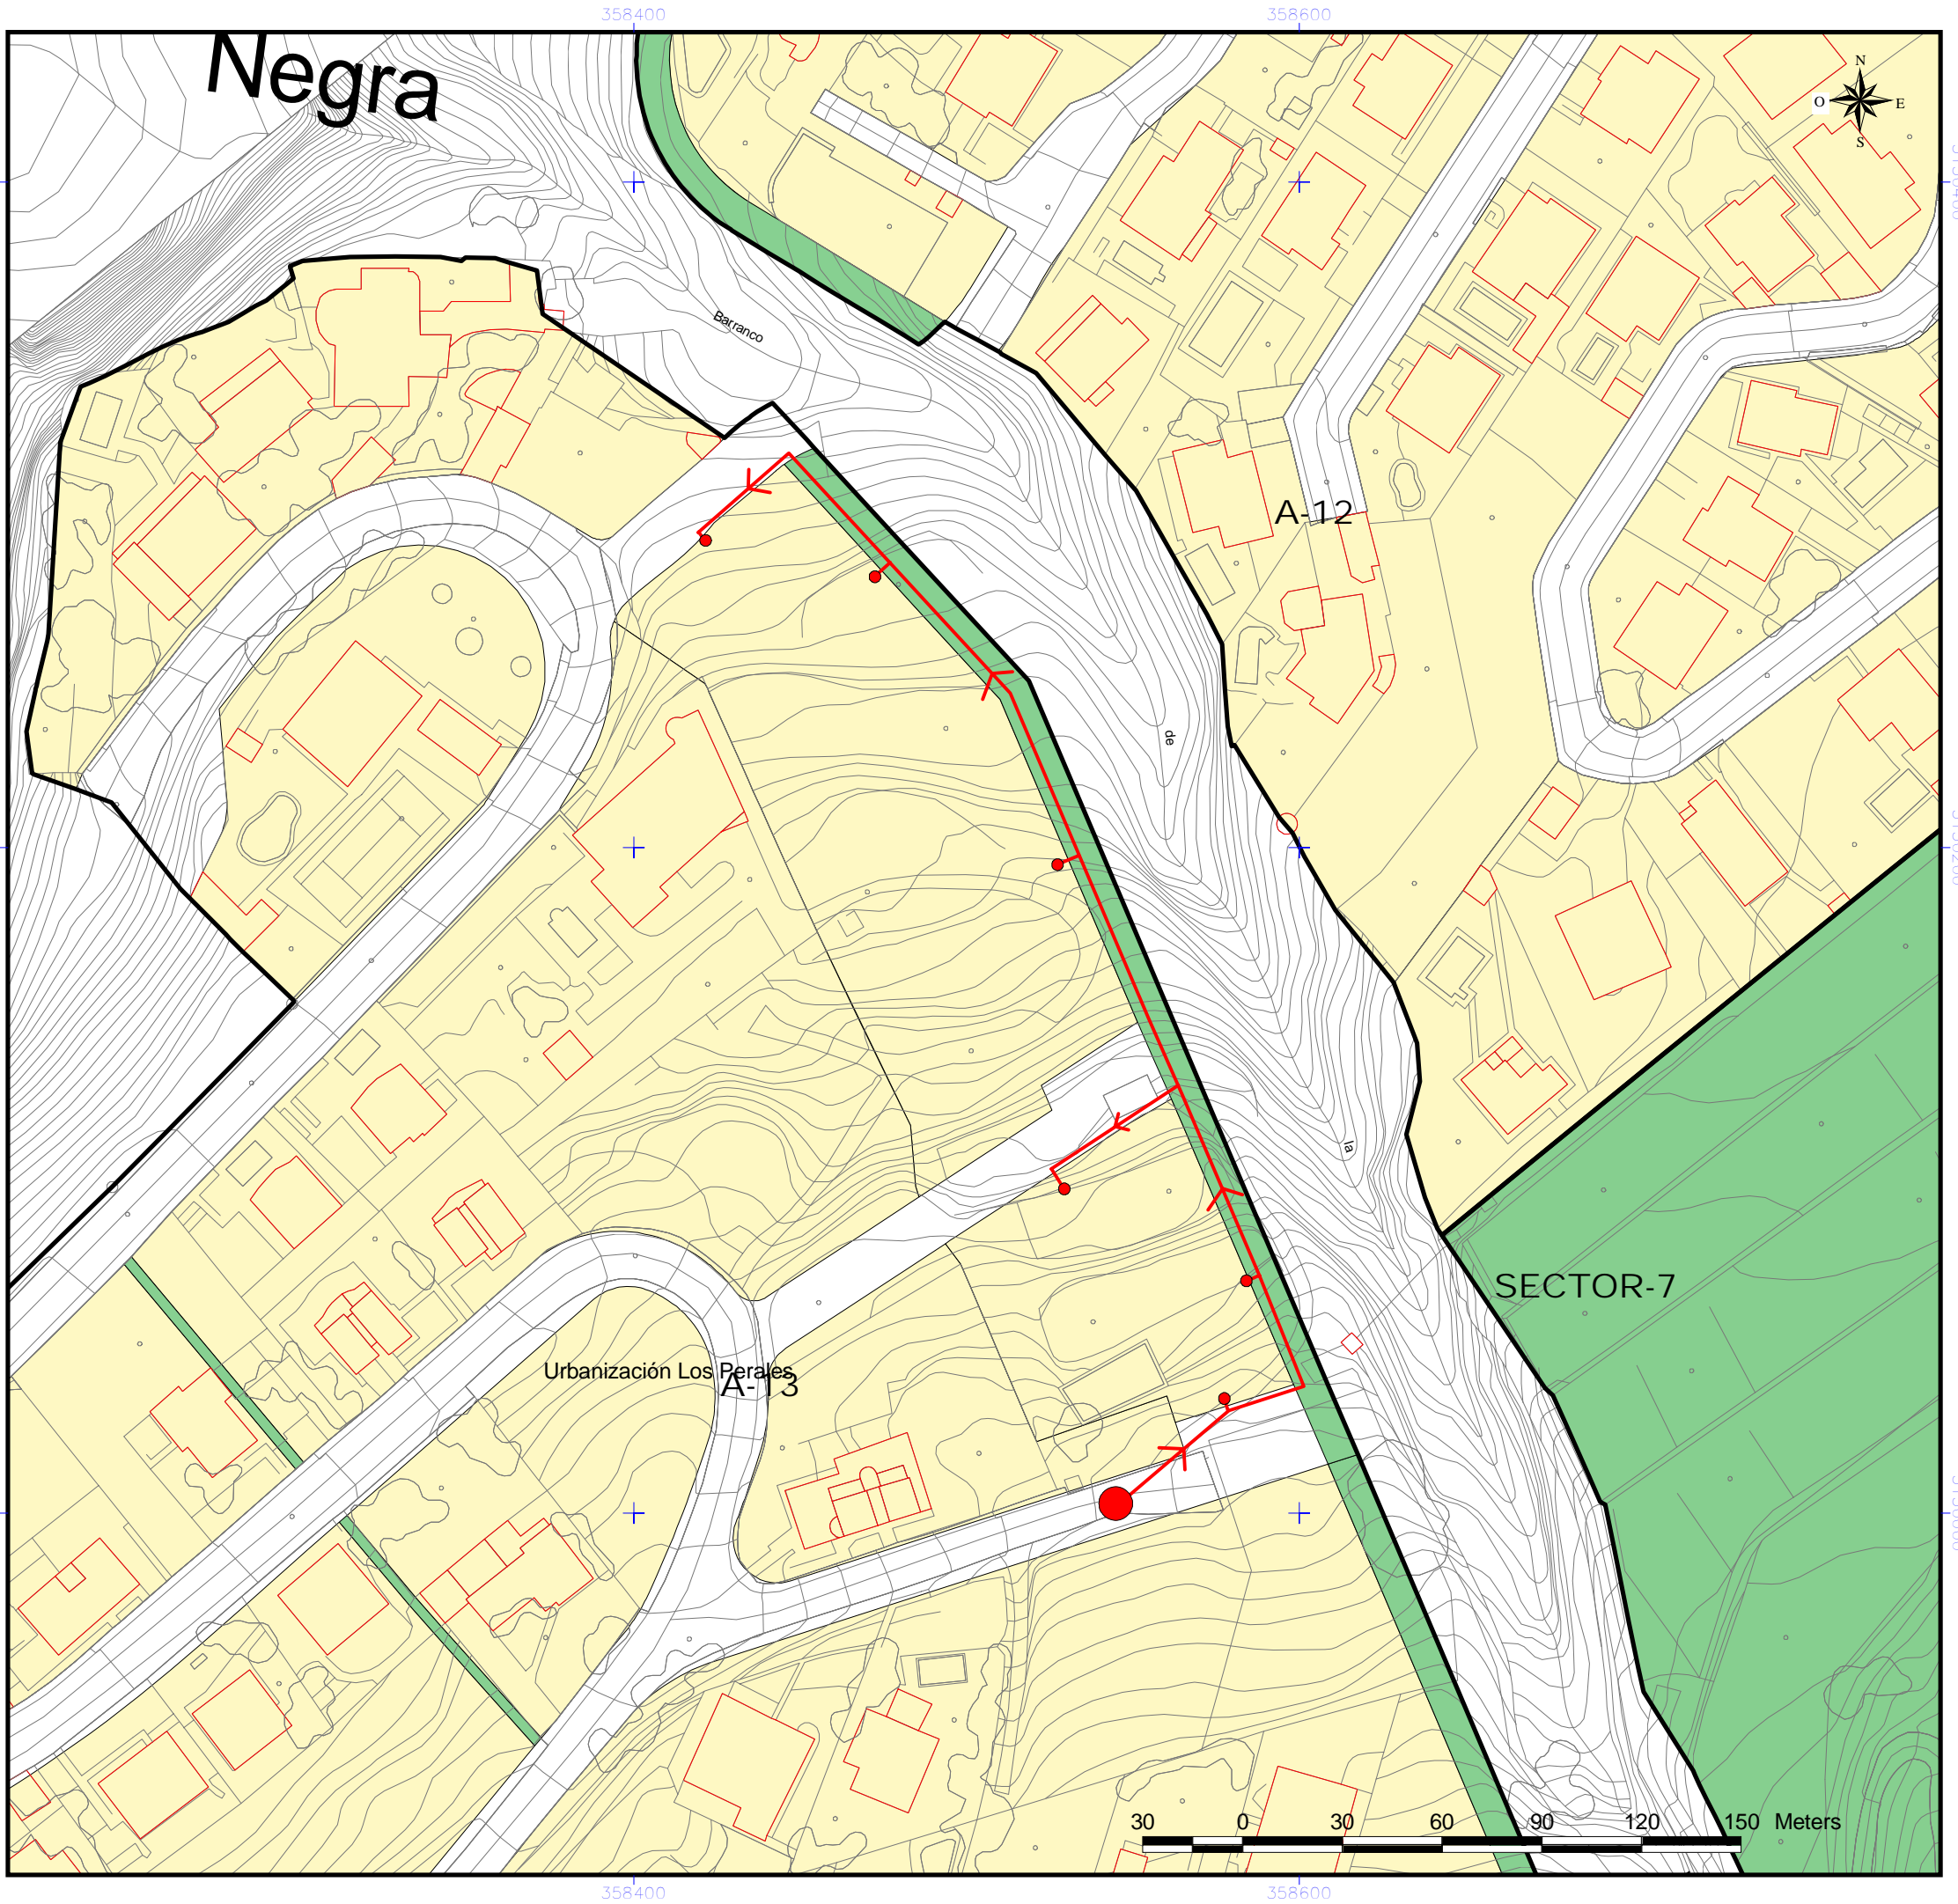 358400 358600
Negra
N
O E
S
Barranco
A-12
de
la
SECTOR-7
Urbanización Los Perales
A-13
30 0 30 60 90 120 150 Meters
358400 358600